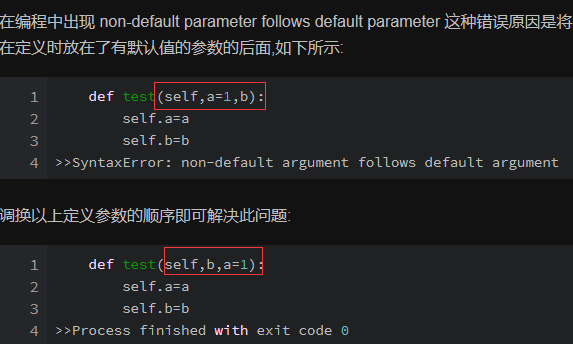 在编程中出现 non-default parameter follows default parameter 这种错误原因是将
在定义时放在了有默认值的参数的后面,如下所示:
1 def test(self,a=1,b):
2 self.a=a
3 self.b=b
4 >>SyntaxError: non-default argument follows default argument
调换以上定义参数的顺序即可解决此问题:
1 def test(self,b,a=1):
2 self.a=a
3 self.b=b
4 >>Process finished with exit code 0